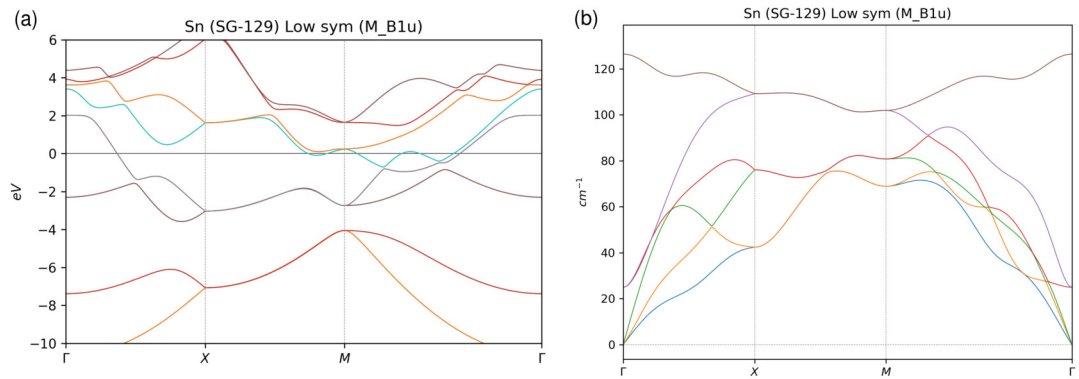 (a)
Sn (SG-129) Low sym (M_B1u)
eV
6
4
2
0
−2
−4
−6
−8
−10
Γ X M Γ
(b)
Sn (SG-129) Low sym (M_B1u)
cm⁻¹
120
100
80
60
40
20
0
Γ X M Γ